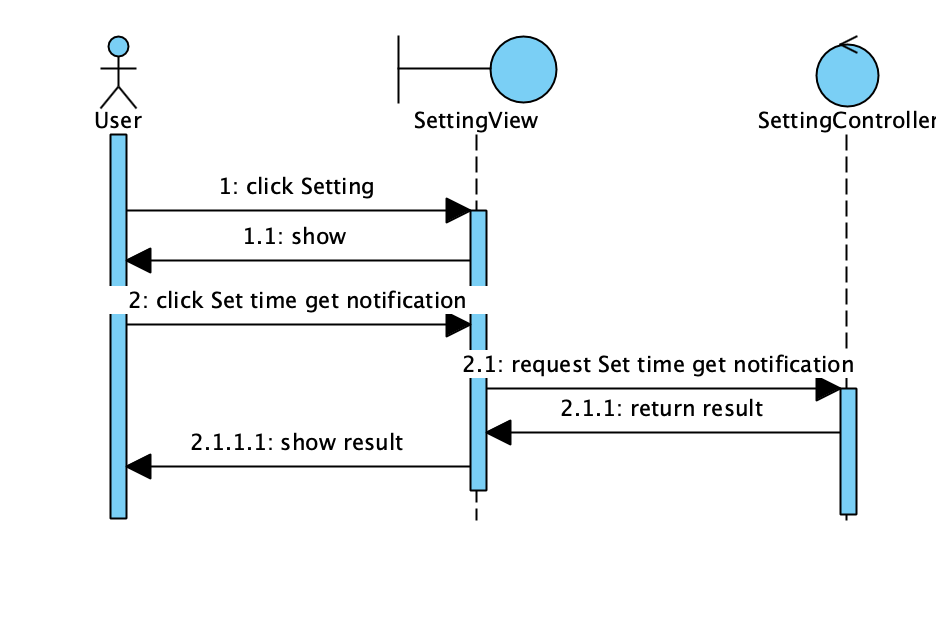 User
SettingView
SettingController
1: click Setting
1.1: show
2: click Set time get notification
2.1: request Set time get notification
2.1.1: return result
2.1.1.1: show result